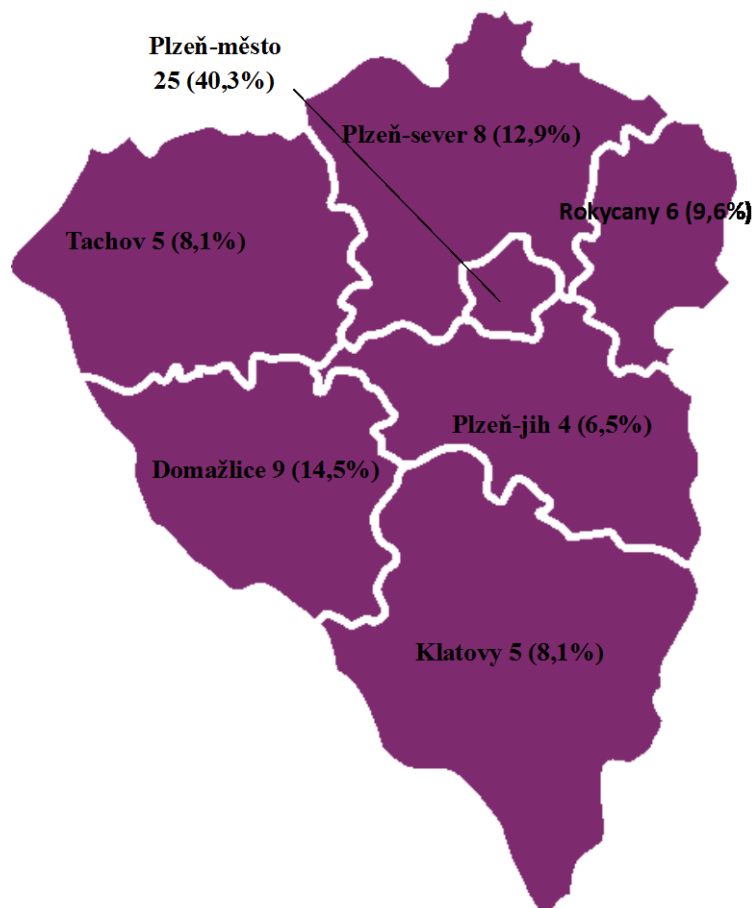 Plzeň-město
25 (40,3%)
Plzeň-sever 8 (12,9%)
Rokycany 6 (9,6%)
Tachov 5 (8,1%)
Plzeň-jih 4 (6,5%)
Domažlice 9 (14,5%)
Klatovy 5 (8,1%)